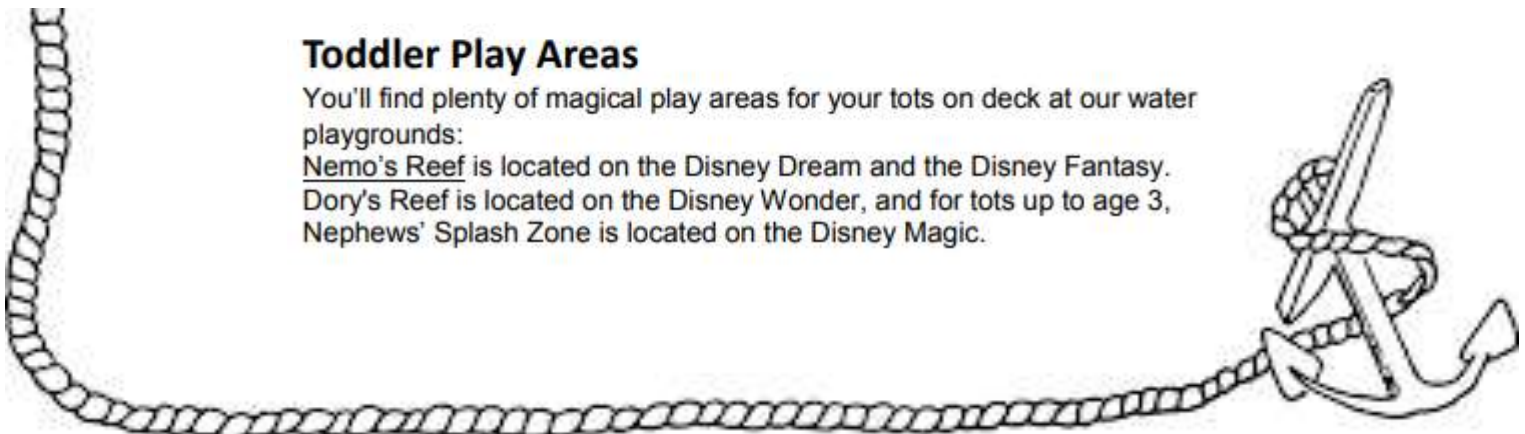 Toddler Play Areas
You'll find plenty of magical play areas for your tots on deck at our water
playgrounds:
Nemo's Reef is located on the Disney Dream and the Disney Fantasy.
Dory's Reef is located on the Disney Wonder, and for tots up to age 3,
Nephews' Splash Zone is located on the Disney Magic.